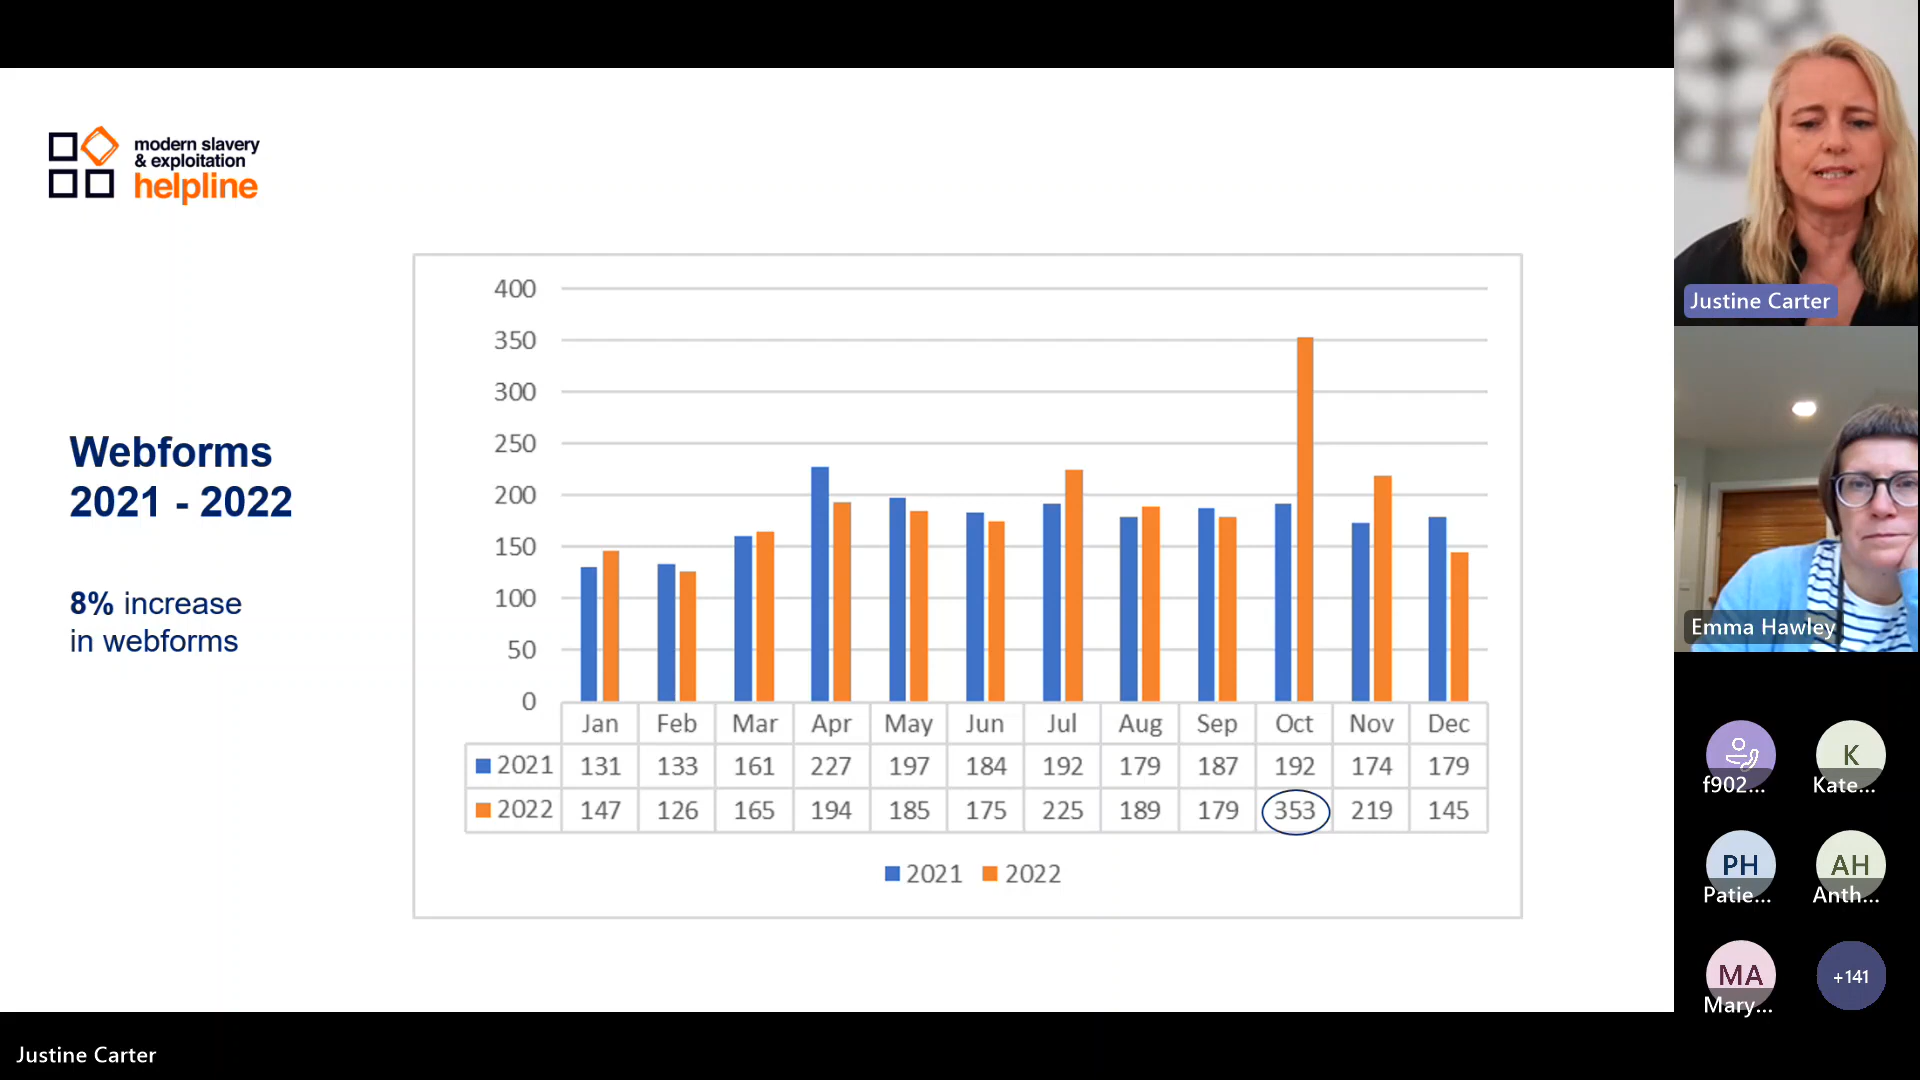 modern slavery
& exploitation
helpline
Webforms
2021 - 2022
8% increase
in webforms
400
350
300
250
200
150
100
50
0
Jan Feb Mar Apr May Jun Jul Aug Sep Oct Nov Dec
2021 131 133 161 227 197 184 192 179 187 192 174 179
2022 147 126 165 194 185 175 225 189 179 353 219 145
2021 2022
Justine Carter
Emma Hawley
f902...
K
Kate...
PH
Patie...
AH
Anth...
MA
Mary...
+141
Justine Carter